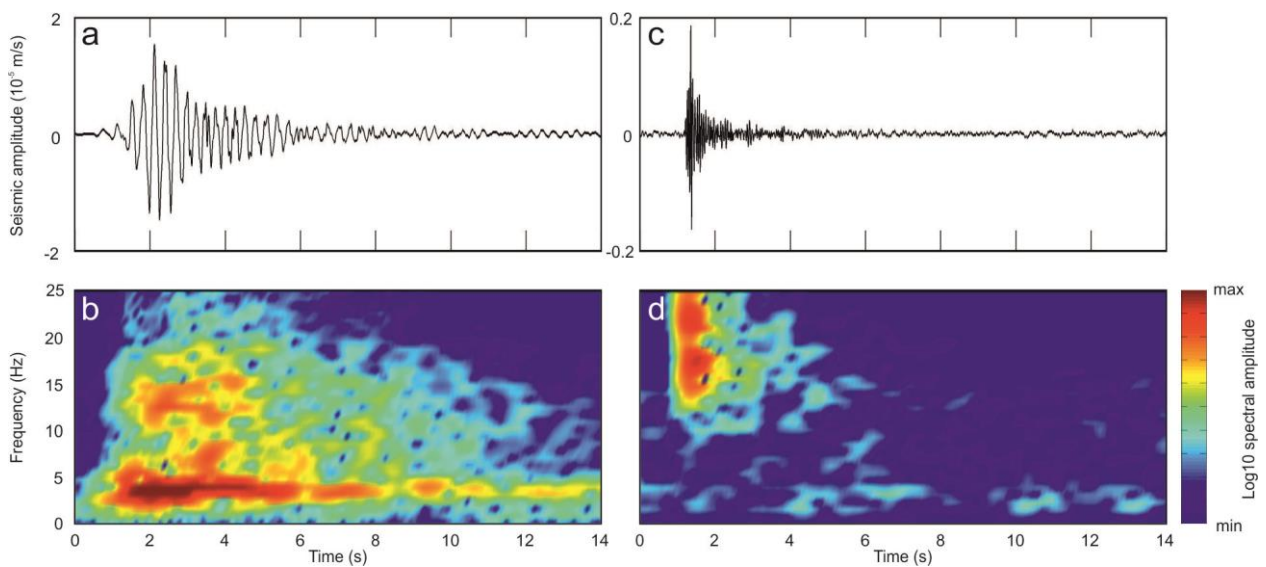 a
c
Seismic amplitude (10⁻⁵ m/s)
2
0
-2
0.2
0
-0.2
b
d
Frequency (Hz)
25
20
15
10
5
0
0 2 4 6 8 10 12 14
0 2 4 6 8 10 12 14
Time (s)
Time (s)
max
Log10 spectral amplitude
min